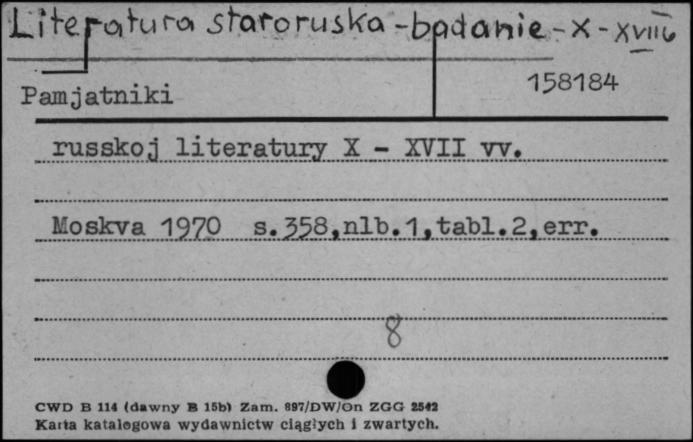 Literatura staroruska - badanie - X - XVIII w
158184
Pamjatniki
russkoj literatury X - XVII vv.
Moskva 1970 s.358,nlb.1,tabl.2,err.
8
CWD B 114 (dawny B 15b) Zam. 897/DW/On ZGG 2542
Karta katalogowa wydawnictw ciągłych i zwartych.